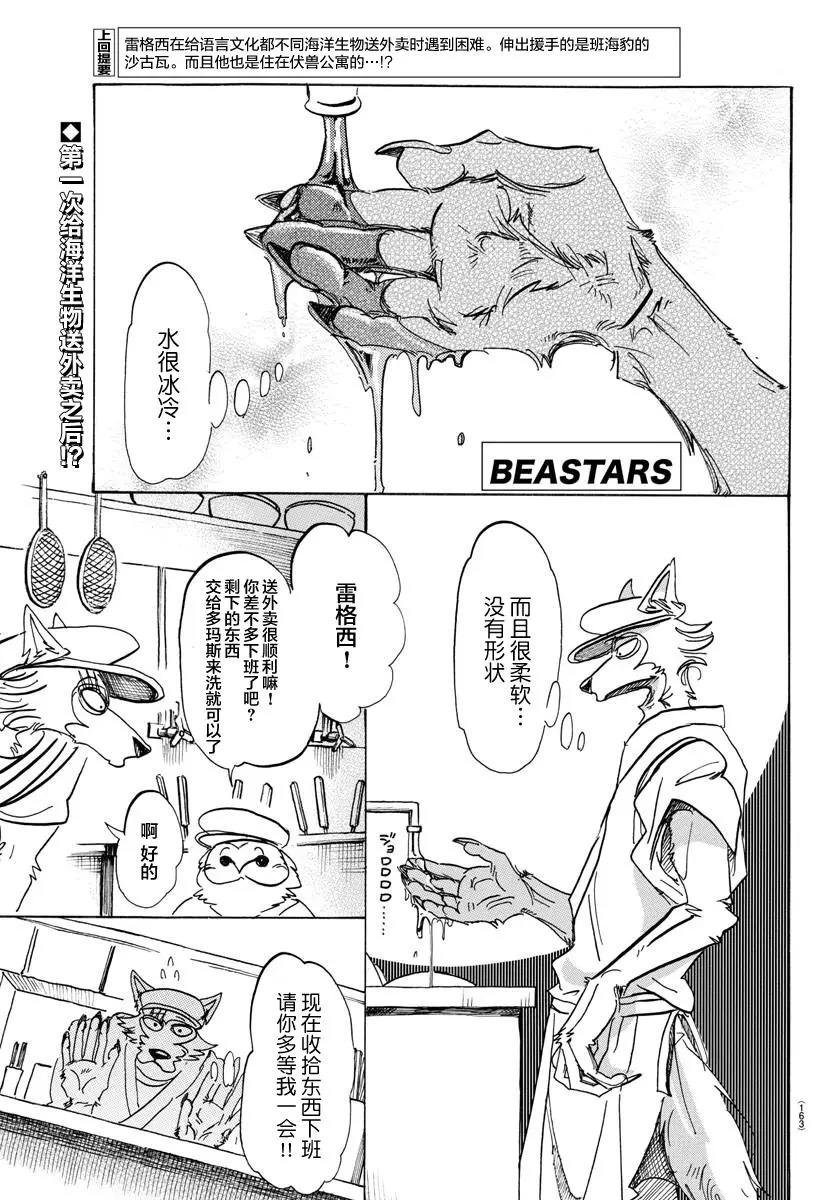 上回提要
雷格西在给语言文化都不同海洋生物送外卖时遇到困难。伸出援手的是班海豹的
沙古瓦。而且他也是住在伏兽公寓的…!?
◆第一次给海洋生物送外卖之后!?
水很冰冷…
BEASTARS
而且很柔软…
没有形状
ジョロロロロ……
雷格西！
送外卖很顺利嘛！
你差不多下班了吧？
剩下的东西
交给多玛斯来洗就可以了
啊 好的
现在收拾东西下班
请你多等我一会!!
(163)